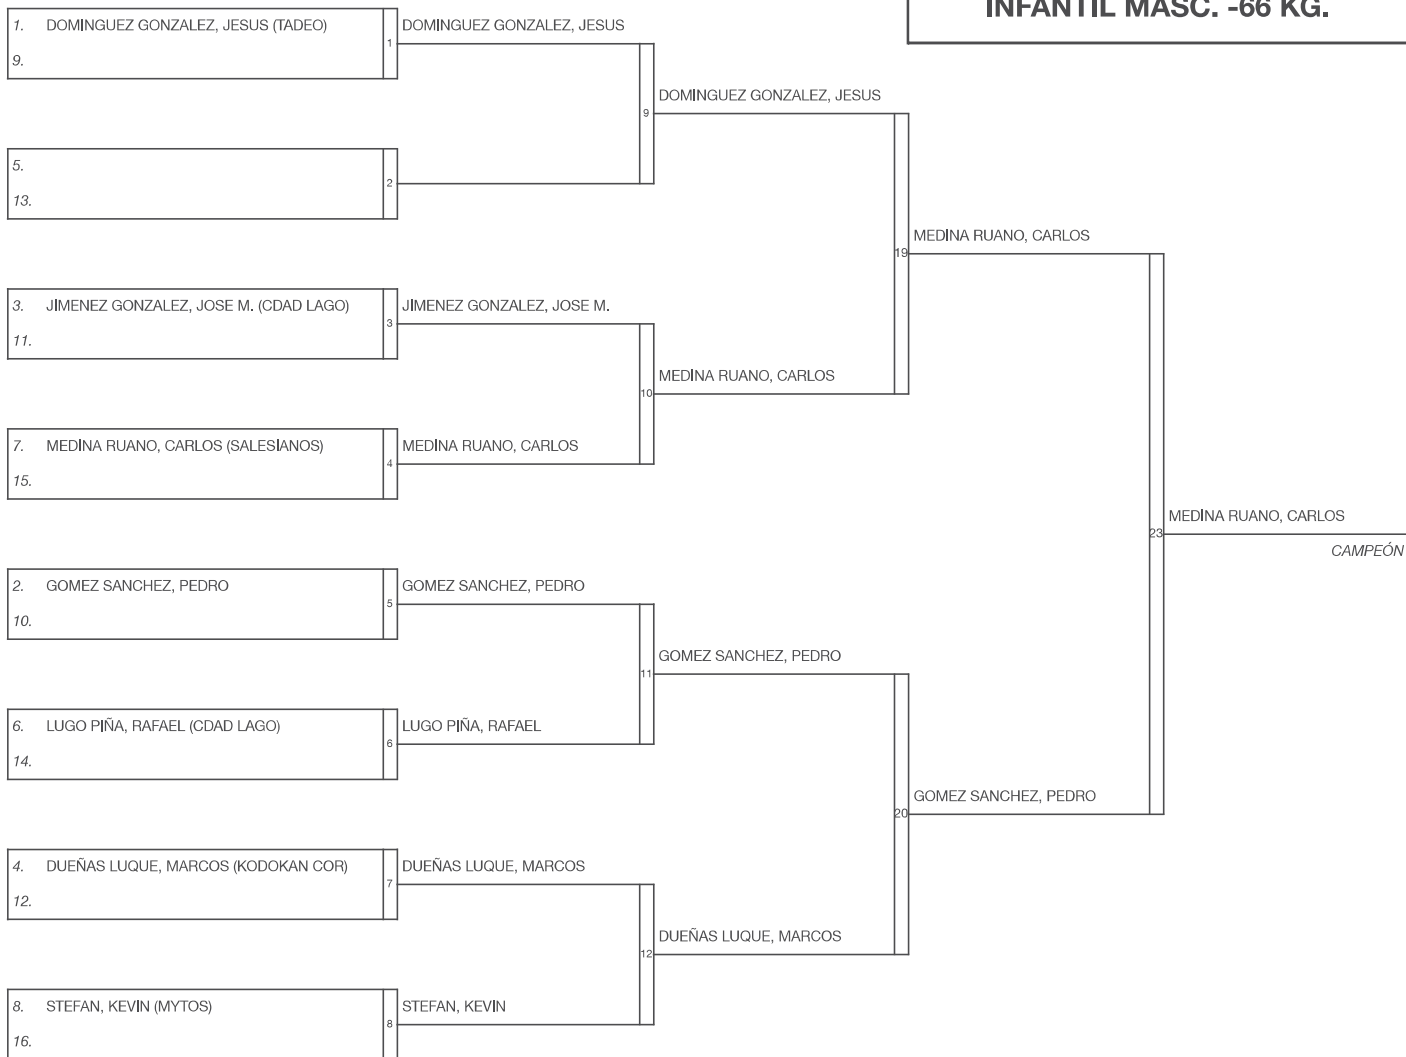 INFANTIL MASC. -66 KG.
1. DOMINGUEZ GONZALEZ, JESUS (TADEO)
9.
1
DOMINGUEZ GONZALEZ, JESUS
5.
13.
2
9
DOMINGUEZ GONZALEZ, JESUS
3. JIMENEZ GONZALEZ, JOSE M. (CDAD LAGO)
11.
3
JIMENEZ GONZALEZ, JOSE M.
7. MEDINA RUANO, CARLOS (SALESIANOS)
15.
4
MEDINA RUANO, CARLOS
10
MEDINA RUANO, CARLOS
19
MEDINA RUANO, CARLOS
2. GOMEZ SANCHEZ, PEDRO
10.
5
GOMEZ SANCHEZ, PEDRO
6. LUGO PIÑA, RAFAEL (CDAD LAGO)
14.
6
LUGO PIÑA, RAFAEL
11
GOMEZ SANCHEZ, PEDRO
4. DUEÑAS LUQUE, MARCOS (KODOKAN COR)
12.
7
DUEÑAS LUQUE, MARCOS
8. STEFAN, KEVIN (MYTOS)
16.
8
STEFAN, KEVIN
12
DUEÑAS LUQUE, MARCOS
20
GOMEZ SANCHEZ, PEDRO
23
MEDINA RUANO, CARLOS
CAMPEÓN